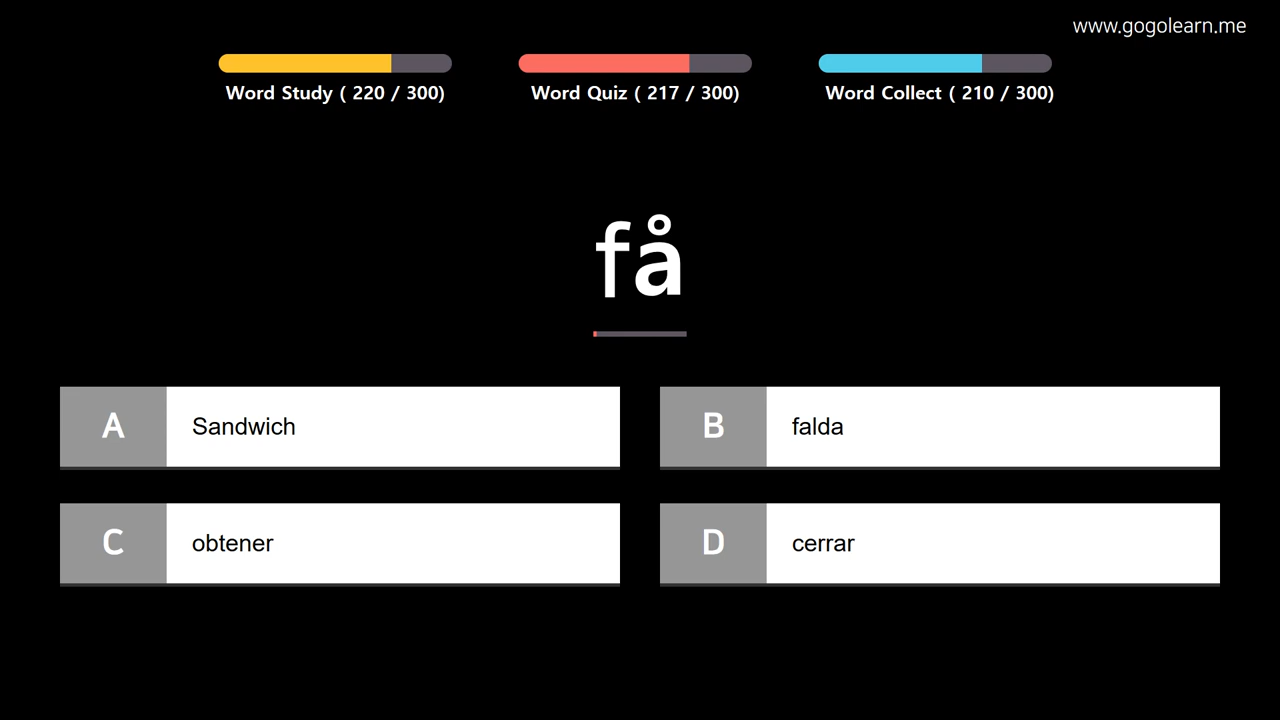 www.gogolearn.me
Word Study ( 220 / 300)
Word Quiz ( 217 / 300)
Word Collect ( 210 / 300)
få
A Sandwich
B falda
C obtener
D cerrar